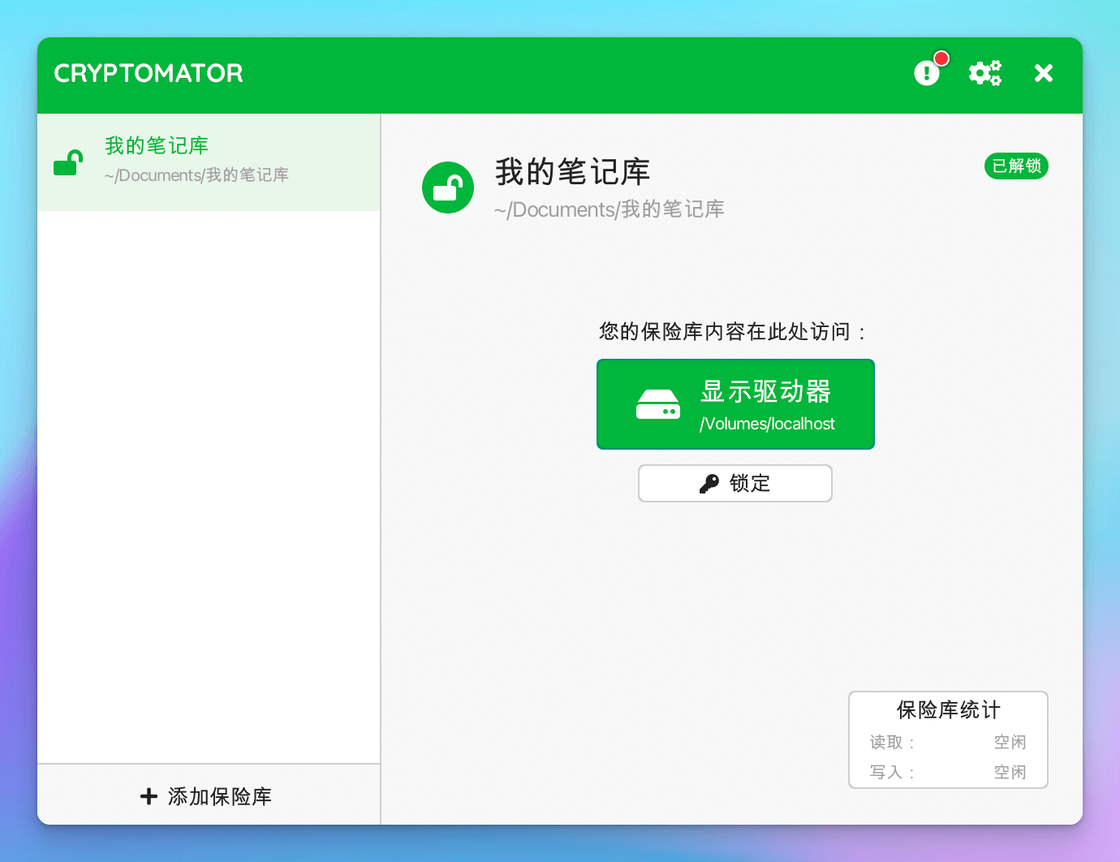 CRYPTOMATOR
我的笔记库
~/Documents/我的笔记库
我的笔记库
~/Documents/我的笔记库
已解锁
您的保险库内容在此处访问：
显示驱动器
/Volumes/localhost
锁定
保险库统计
读取： 空闲
写入： 空闲
添加保险库